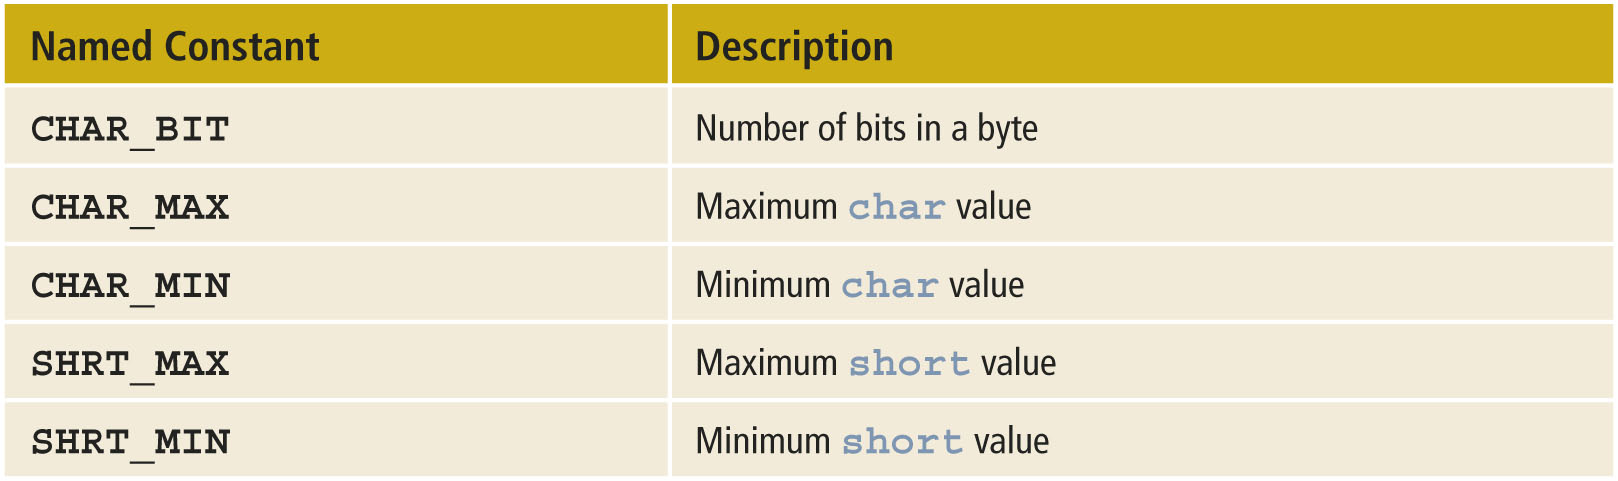 Named Constant Description
CHAR_BIT Number of bits in a byte
CHAR_MAX Maximum char value
CHAR_MIN Minimum char value
SHRT_MAX Maximum short value
SHRT_MIN Minimum short value